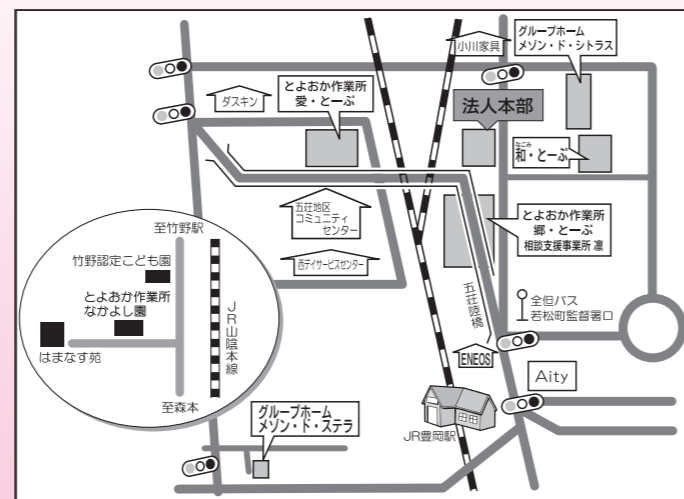 小川家具
グループホーム
メゾン・ド・シトラス
ダスキン
とよおか作業所
愛・とーぷ
法人本部
なごみ
和・とーぷ
五荘地区
コミュニティ
センター
西デイサービスセンター
とよおか作業所
郷・とーぷ
相談支援事業所 凛
五荘陸橋
全但バス
若松町監督署口
ENEOS
Aity
JR豊岡駅
至竹野駅
竹野認定こども園
とよおか作業所
なかよし園
はまなす苑
JR山陰本線
至森本
グループホーム
メゾン・ド・ステラ